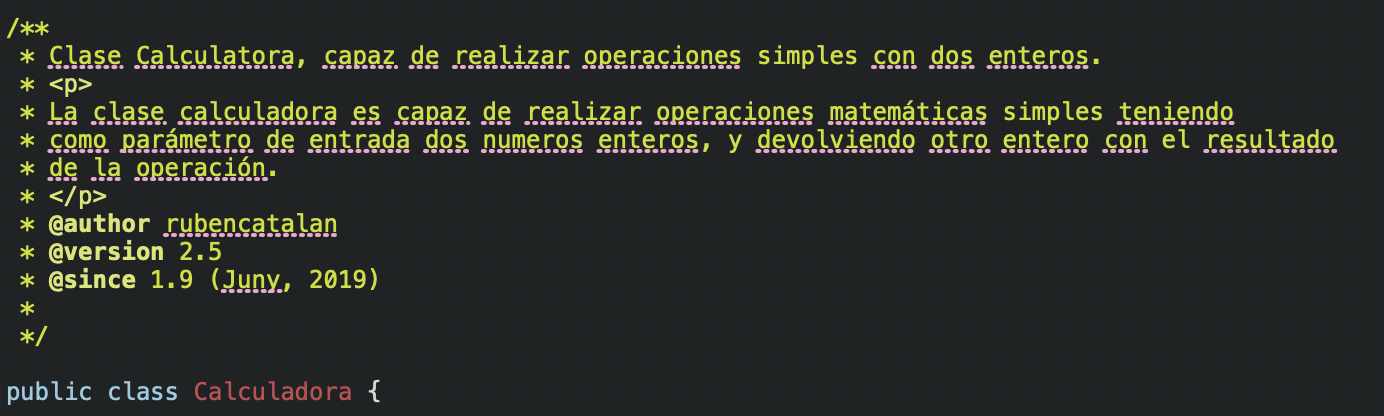 /**
 * Clase Calculatora, capaz de realizar operaciones simples con dos enteros.
 * <p>
 * La clase calculadora es capaz de realizar operaciones matemáticas simples teniendo
 * como parámetro de entrada dos numeros enteros, y devolviendo otro entero con el resultado
 * de la operación.
 * </p>
 * @author rubencatalan
 * @version 2.5
 * @since 1.9 (Juny, 2019)
 *
 */
public class Calculadora {